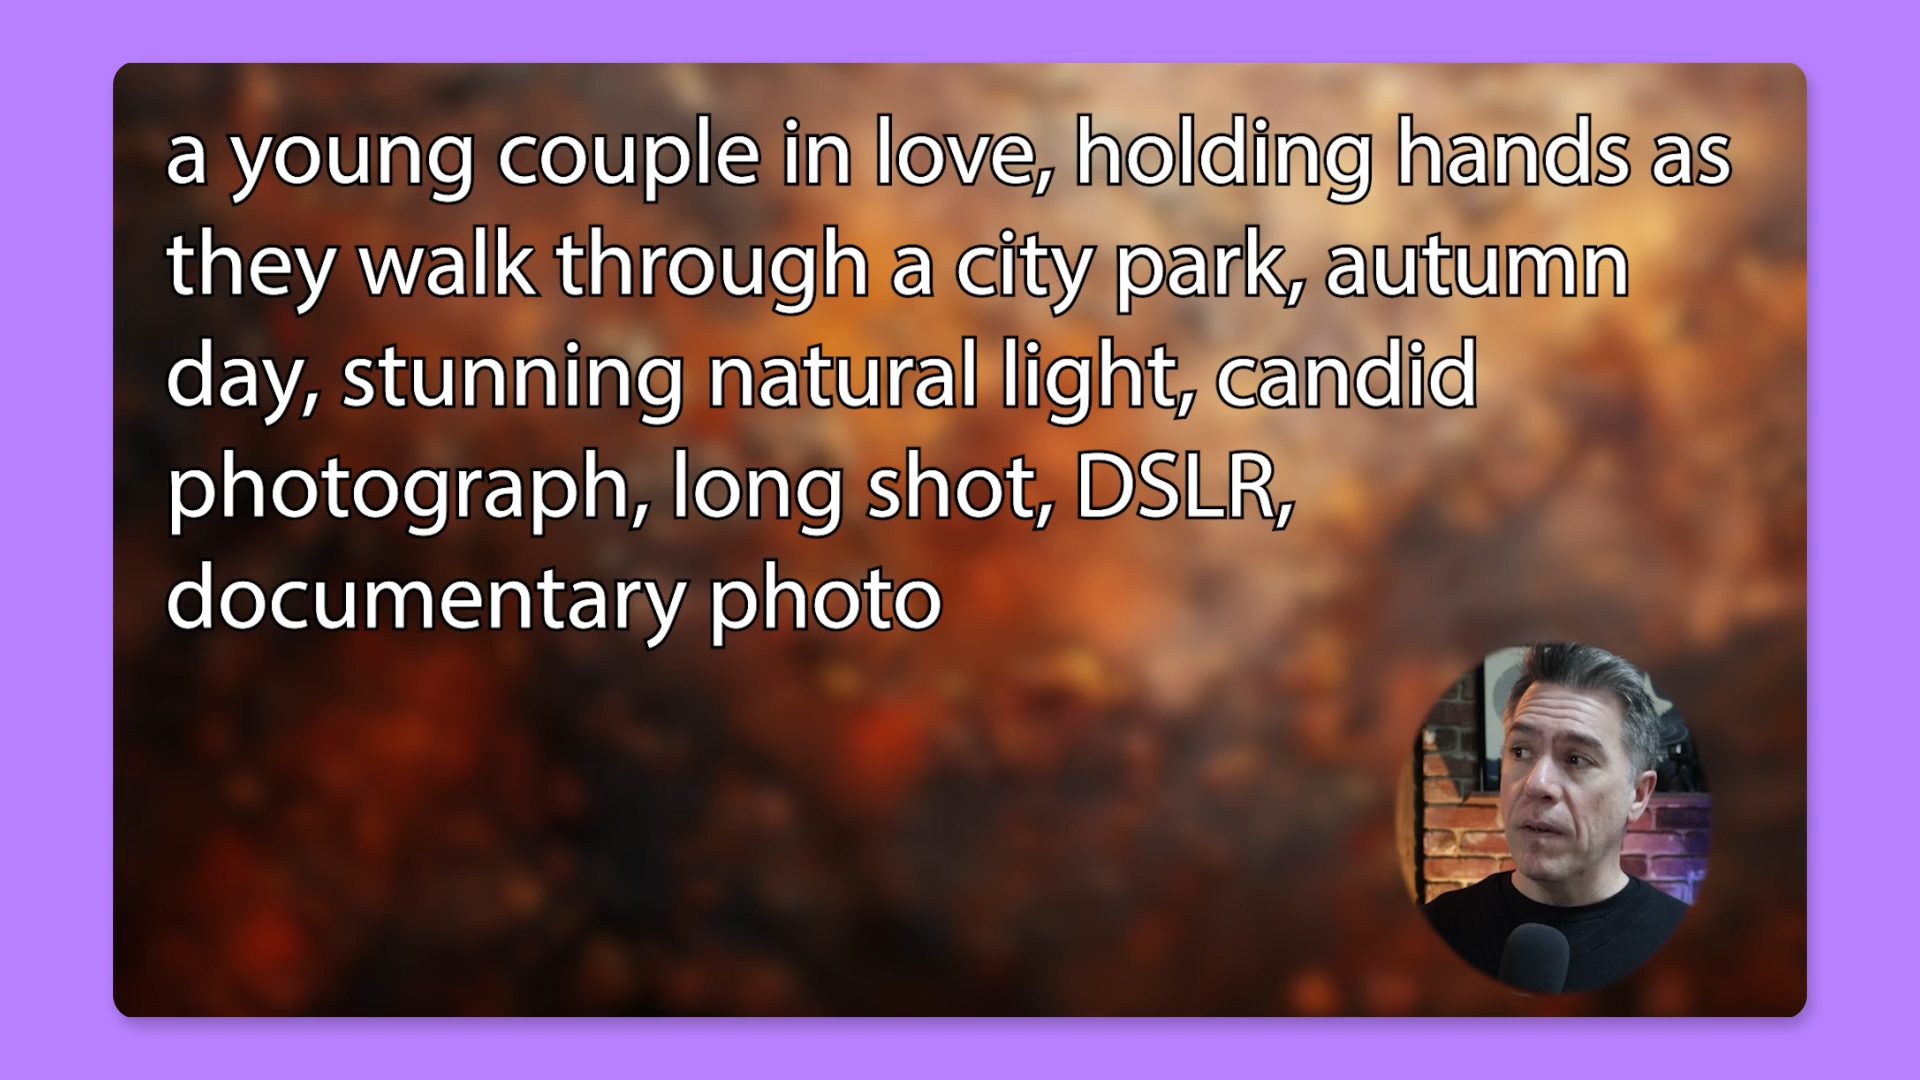 a young couple in love, holding hands as
they walk through a city park, autumn
day, stunning natural light, candid
photograph, long shot, DSLR,
documentary photo